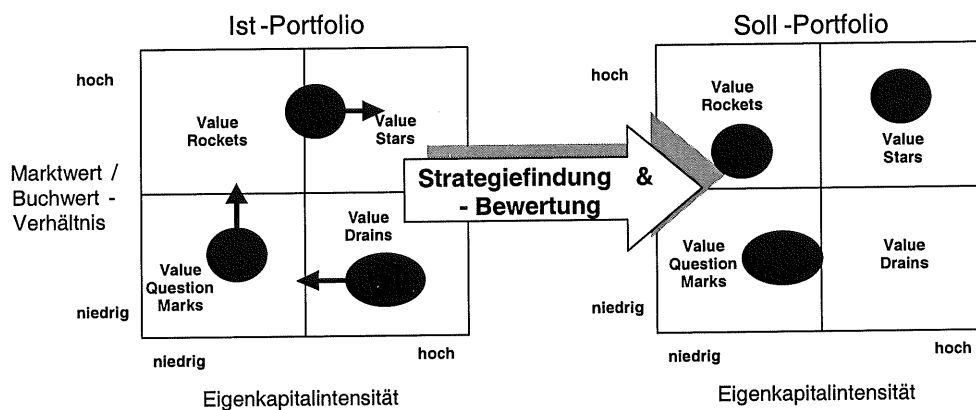 Ist -Portfolio
hoch
Value
Rockets
Value
Stars
Marktwert /
Buchwert -
Verhältnis
Value
Drains
Value
Question
Marks
niedrig
niedrig
hoch
Eigenkapitalintensität
Strategiefindung &
- Bewertung
Soll -Portfolio
hoch
Value
Rockets
Value
Stars
Value
Question
Marks
Value
Drains
niedrig
niedrig
hoch
Eigenkapitalintensität